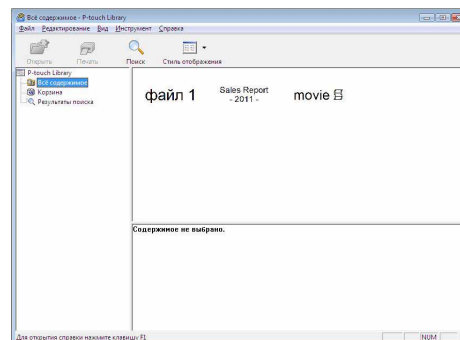 Всё содержимое - P-touch Library
Файл Редактирование Вид Инструмент Справка
Открыть Печать Поиск Стиль отображения
P-touch Library
Всё содержимое
Корзина
Результаты поиска
файл 1
Sales Report
- 2011 -
movie
Содержимое не выбрано.
Для открытия справки нажмите клавишу F1
NUM